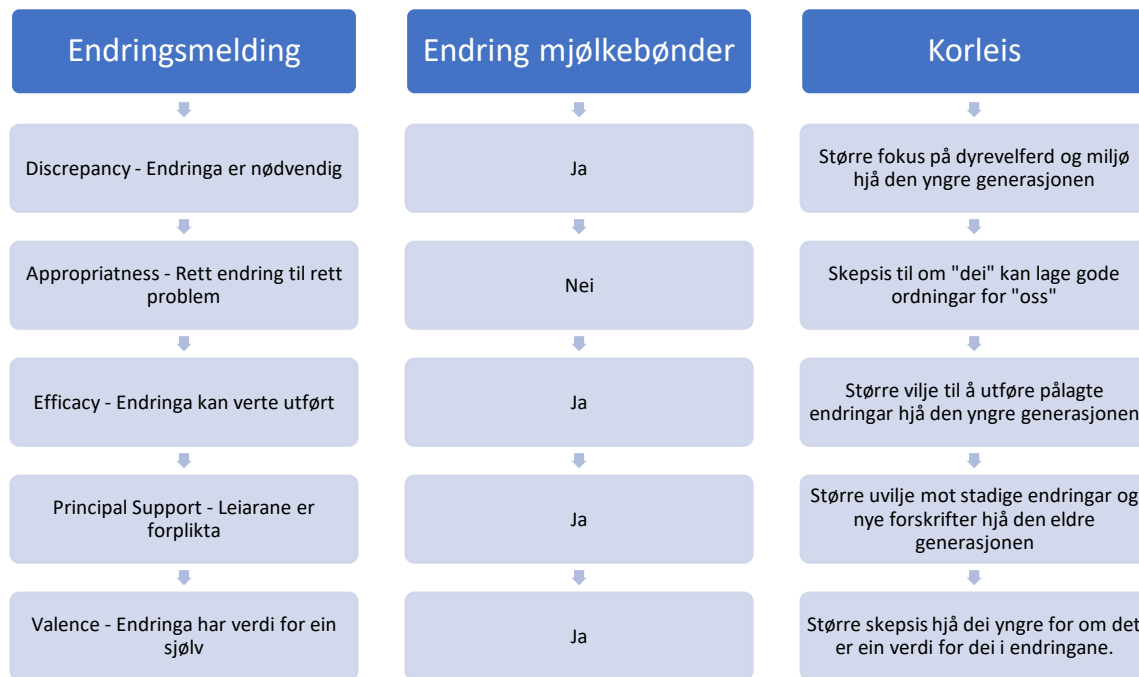 Endringsmelding
Discrepancy - Endringa er nødvendig
Appropriatness - Rett endring til rett
problem
Efficacy - Endringa kan verte utført
Principal Support - Leiarane er
forplikta
Valence - Endringa har verdi for ein
sjølv
Endring mjølkebønder
Ja
Nei
Ja
Ja
Ja
Korleis
Større fokus på dyrevelferd og miljø
hjå den yngre generasjonen
Skepsis til om "dei" kan lage gode
ordningar for "oss"
Større vilje til å utføre pålagte
endringar hjå den yngre generasjonen
Større uvilje mot stadige endringar og
nye forskrifter hjå den eldre
generasjonen
Større skepsis hjå dei yngre for om det
er ein verdi for dei i endringane.